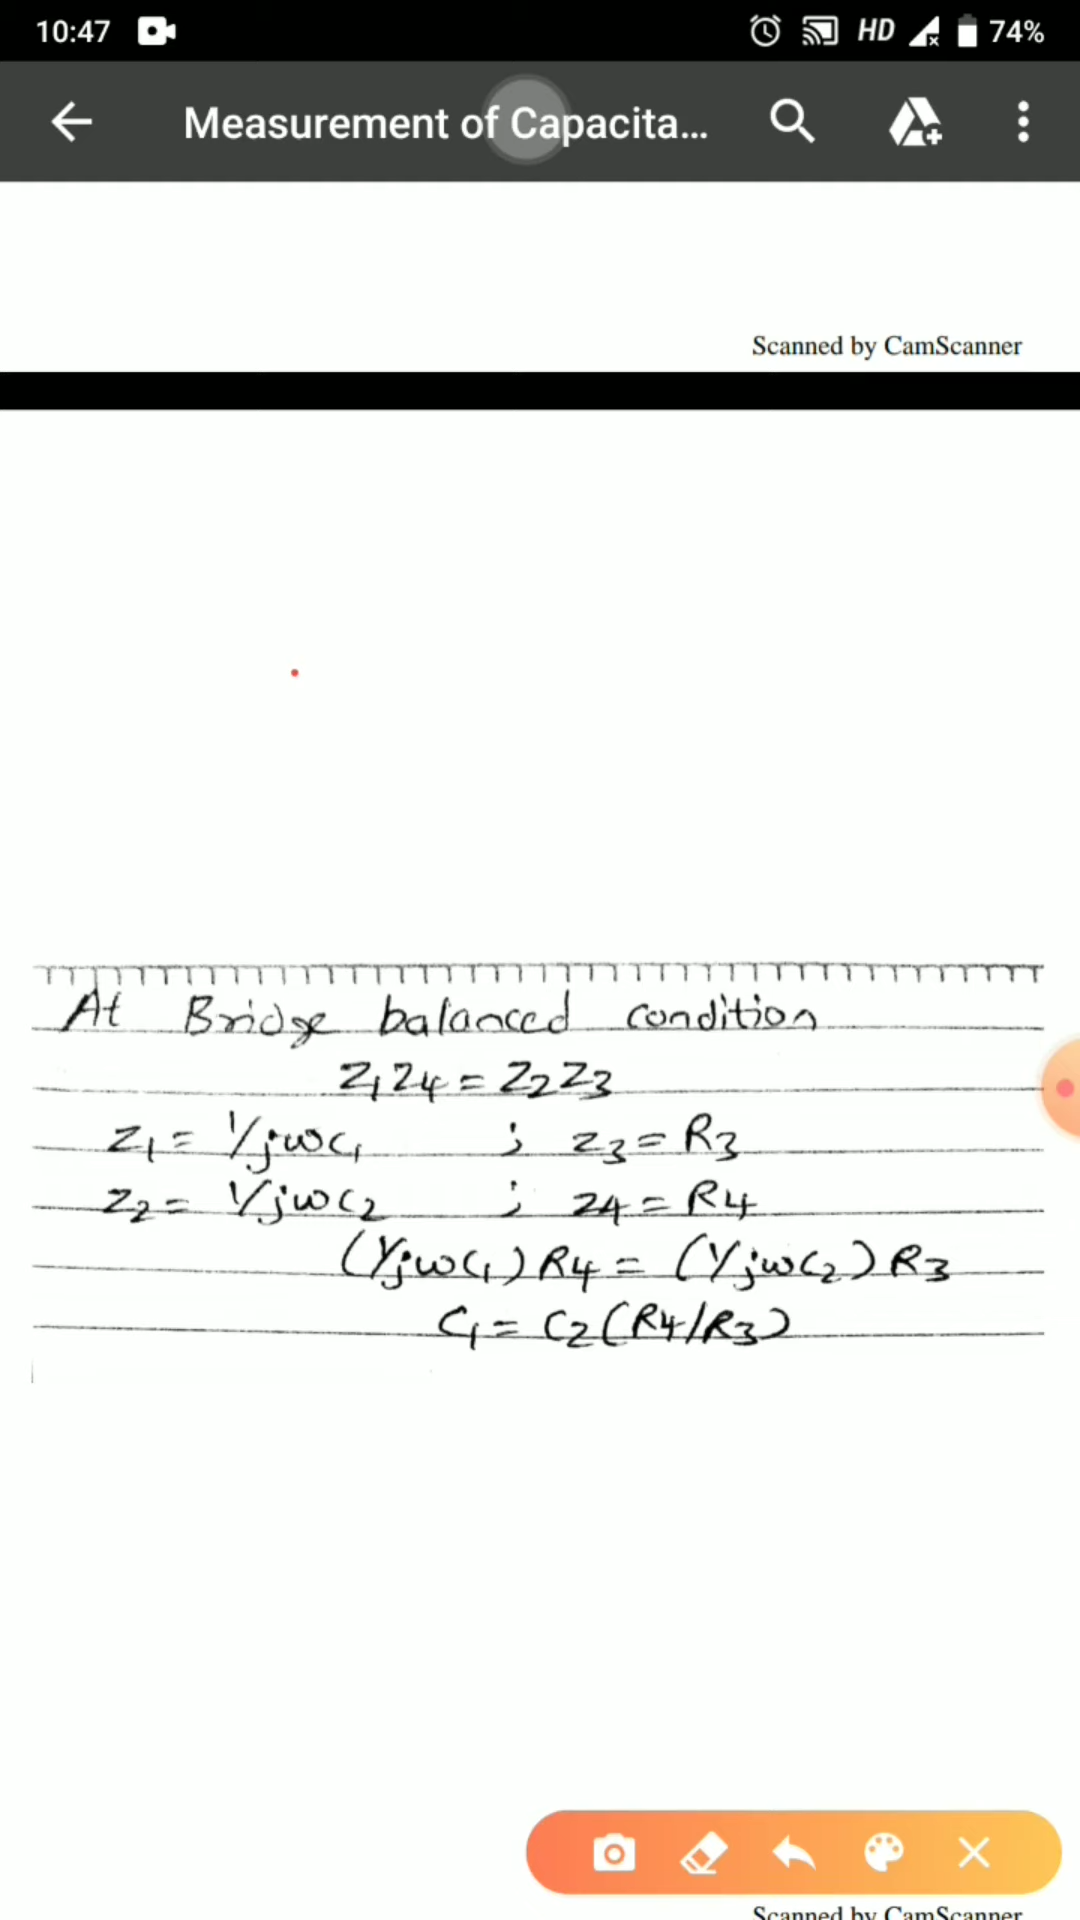 10:47 HD 74%
Measurement of Capacita...
Scanned by CamScanner
At Bridge balanced condition
Z1Z4 = Z2Z3
Z1 = 1/jωC1 ; Z3 = R3
Z2 = 1/jωC2 ; Z4 = R4
(1/jωC1) R4 = (1/jωC2) R3
C1 = C2 (R4/R3)
Scanned by CamScanner